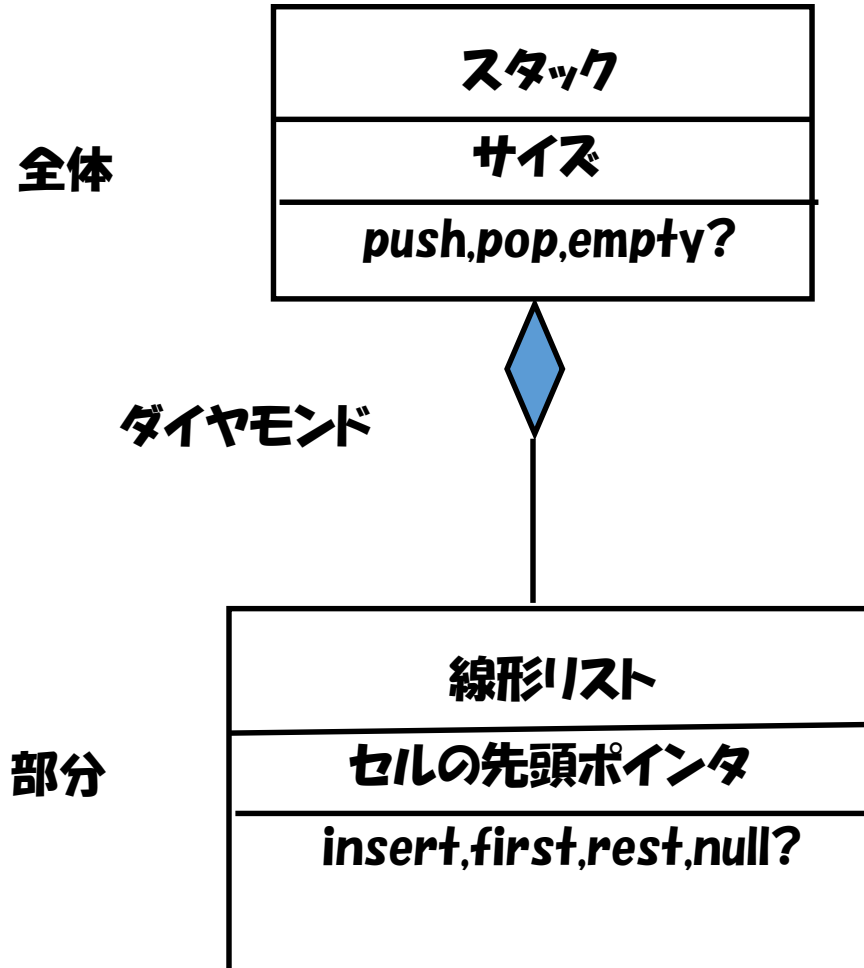 スタック
全体
サイズ
push,pop,empty?
ダイヤモンド
線形リスト
部分
セルの先頭ポインタ
insert,first,rest,null?